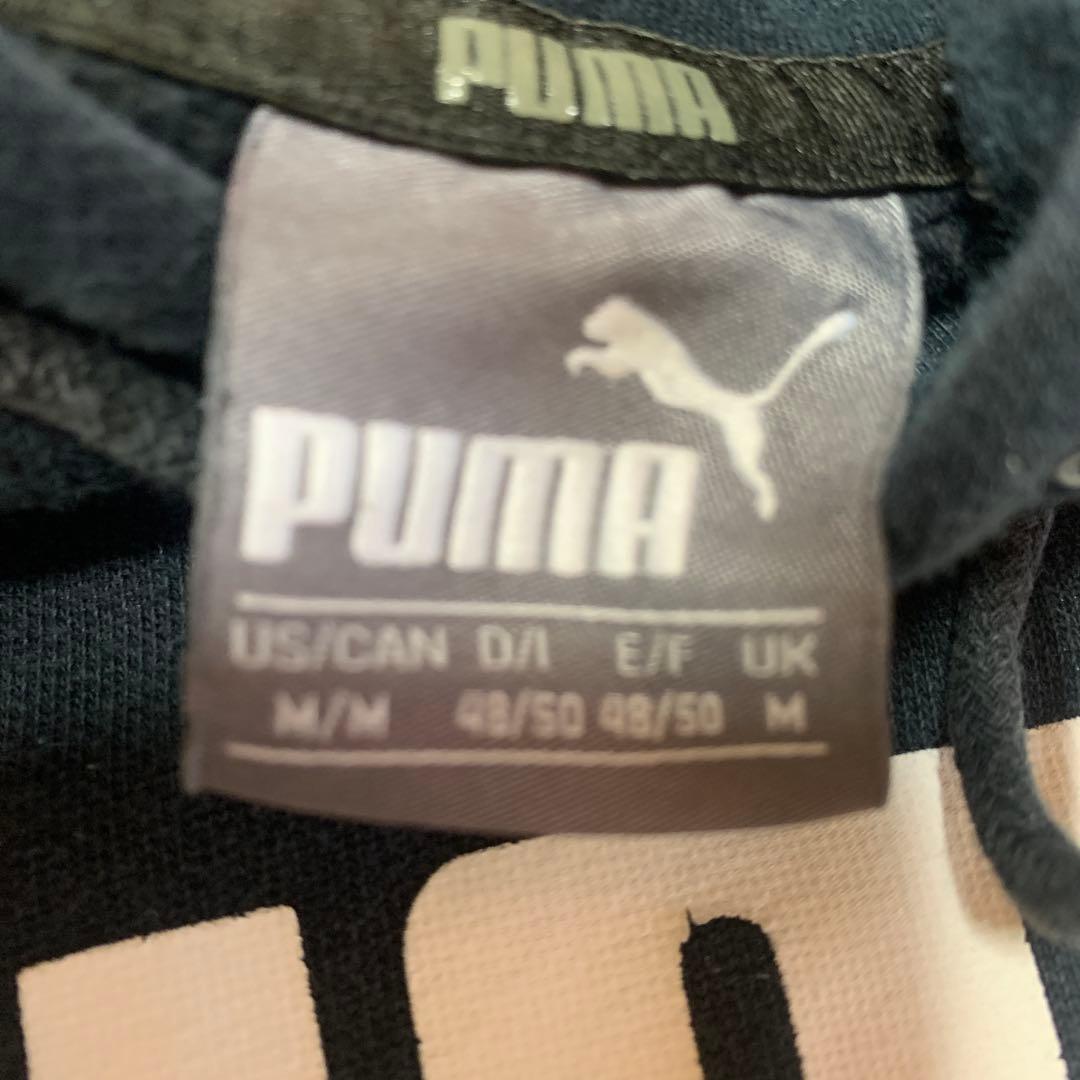 PUMA
PUMA
US/CAN D/I E/F UK
M/M 48/50 48/50 M